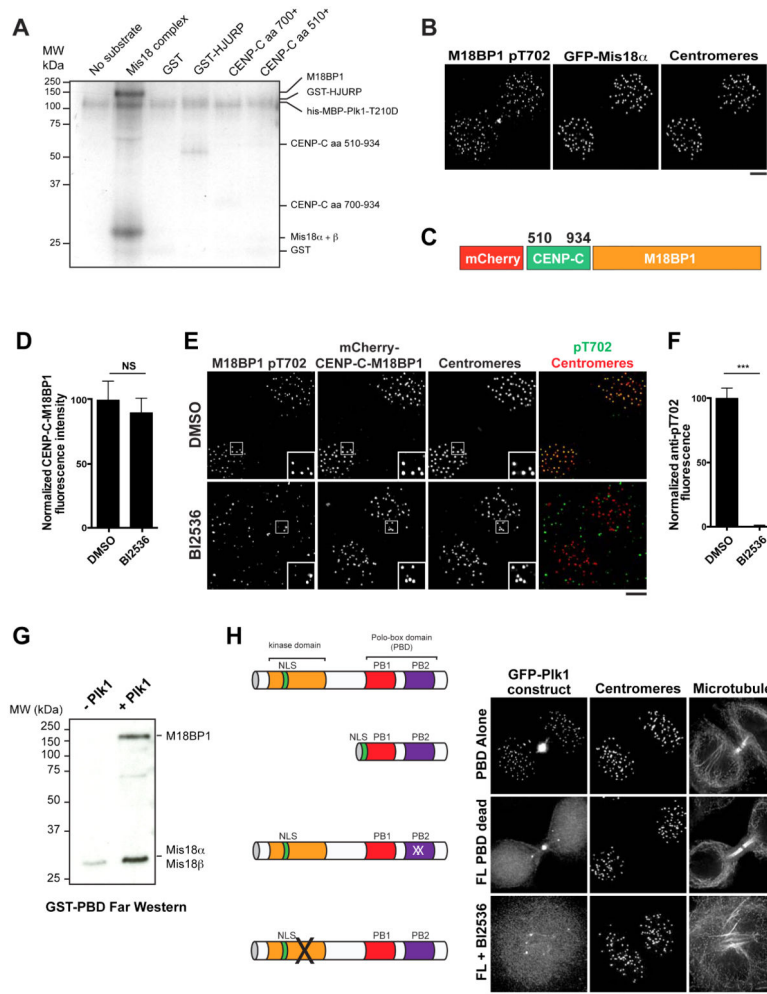 A
MW
kDa
No substrate
Mis18 complex
GST
GST-HJURP
CENP-C aa 700+
CENP-C aa 510+
250
150
100
75
50
37
25
M18BP1
GST-HJURP
his-MBP-Plk1-T210D
CENP-C aa 510-934
CENP-C aa 700-934
Mis18α + β
GST
B
M18BP1 pT702 GFP-Mis18α Centromeres
C
510 934
mCherry CENP-C M18BP1
D
Normalized CENP-C-M18BP1
fluorescence intensity
NS
100
50
0
DMSO
BI2536
E
M18BP1 pT702
mCherry-
CENP-C-M18BP1
Centromeres
pT702
Centromeres
DMSO
BI2536
F
Normalized anti-pT702
fluorescence
***
100
50
0
DMSO
BI2536
G
- Plk1
+ Plk1
MW (kDa)
250
150
100
75
50
37
25
M18BP1
Mis18α
Mis18β
GST-PBD Far Western
H
kinase domain
Polo-box domain
(PBD)
NLS PB1 PB2
NLS PB1 PB2
NLS PB1 PB2
XX
NLS PB1 PB2
X
GFP-Plk1
construct
Centromeres
Microtubule
PBD Alone
FL PBD dead
FL + BI2536